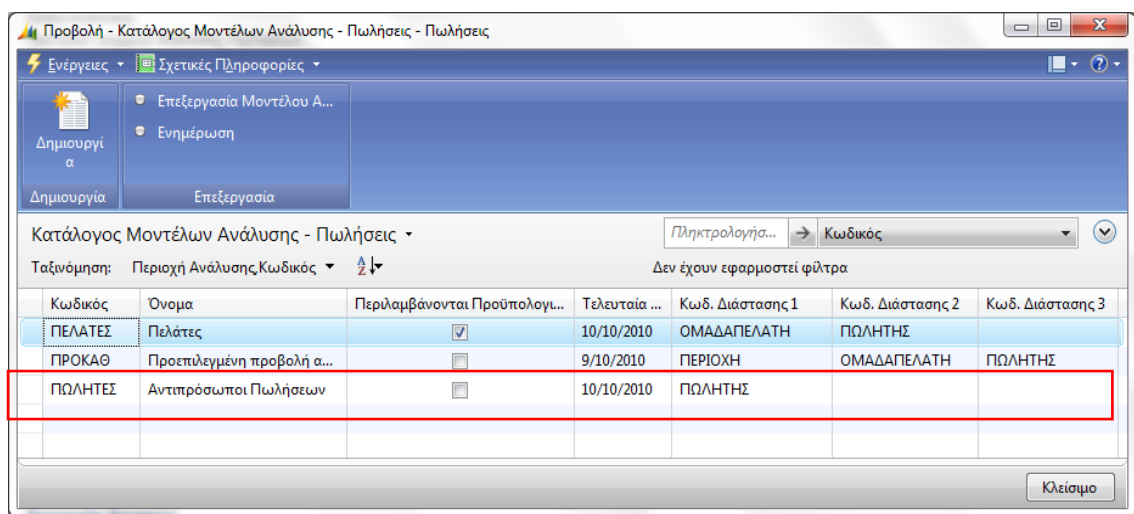 Προβολή - Κατάλογος Μοντέλων Ανάλυσης - Πωλήσεις - Πωλήσεις
Ενέργειες Σχετικές Πληροφορίες
Δημιουργί
α
Επεξεργασία Μοντέλου Α...
Ενημέρωση
Δημιουργία Επεξεργασία
Κατάλογος Μοντέλων Ανάλυσης - Πωλήσεις Πληκτρολογήσ... Κωδικός
Ταξινόμηση: Περιοχή Ανάλυσης,Κωδικός Δεν έχουν εφαρμοστεί φίλτρα
Κωδικός Όνομα Περιλαμβάνονται Προϋπολογι... Τελευταία ... Κωδ. Διάστασης 1 Κωδ. Διάστασης 2 Κωδ. Διάστασης 3
ΠΕΛΑΤΕΣ Πελάτες 10/10/2010 ΟΜΑΔΑΠΕΛΑΤΗ ΠΩΛΗΤΗΣ
ΠΡΟΚΑΘ Προεπιλεγμένη προβολή α... 9/10/2010 ΠΕΡΙΟΧΗ ΟΜΑΔΑΠΕΛΑΤΗ ΠΩΛΗΤΗΣ
ΠΩΛΗΤΕΣ Αντιπρόσωποι Πωλήσεων 10/10/2010 ΠΩΛΗΤΗΣ
Κλείσιμο